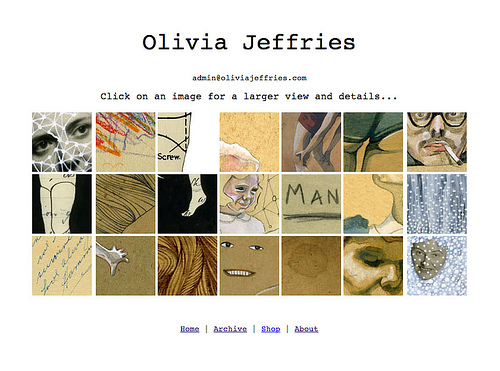 Olivia Jeffries
admin@oliviajeffries.com
Click on an image for a larger view and details...
Screw.
MAN
Home | Archive | Shop | About